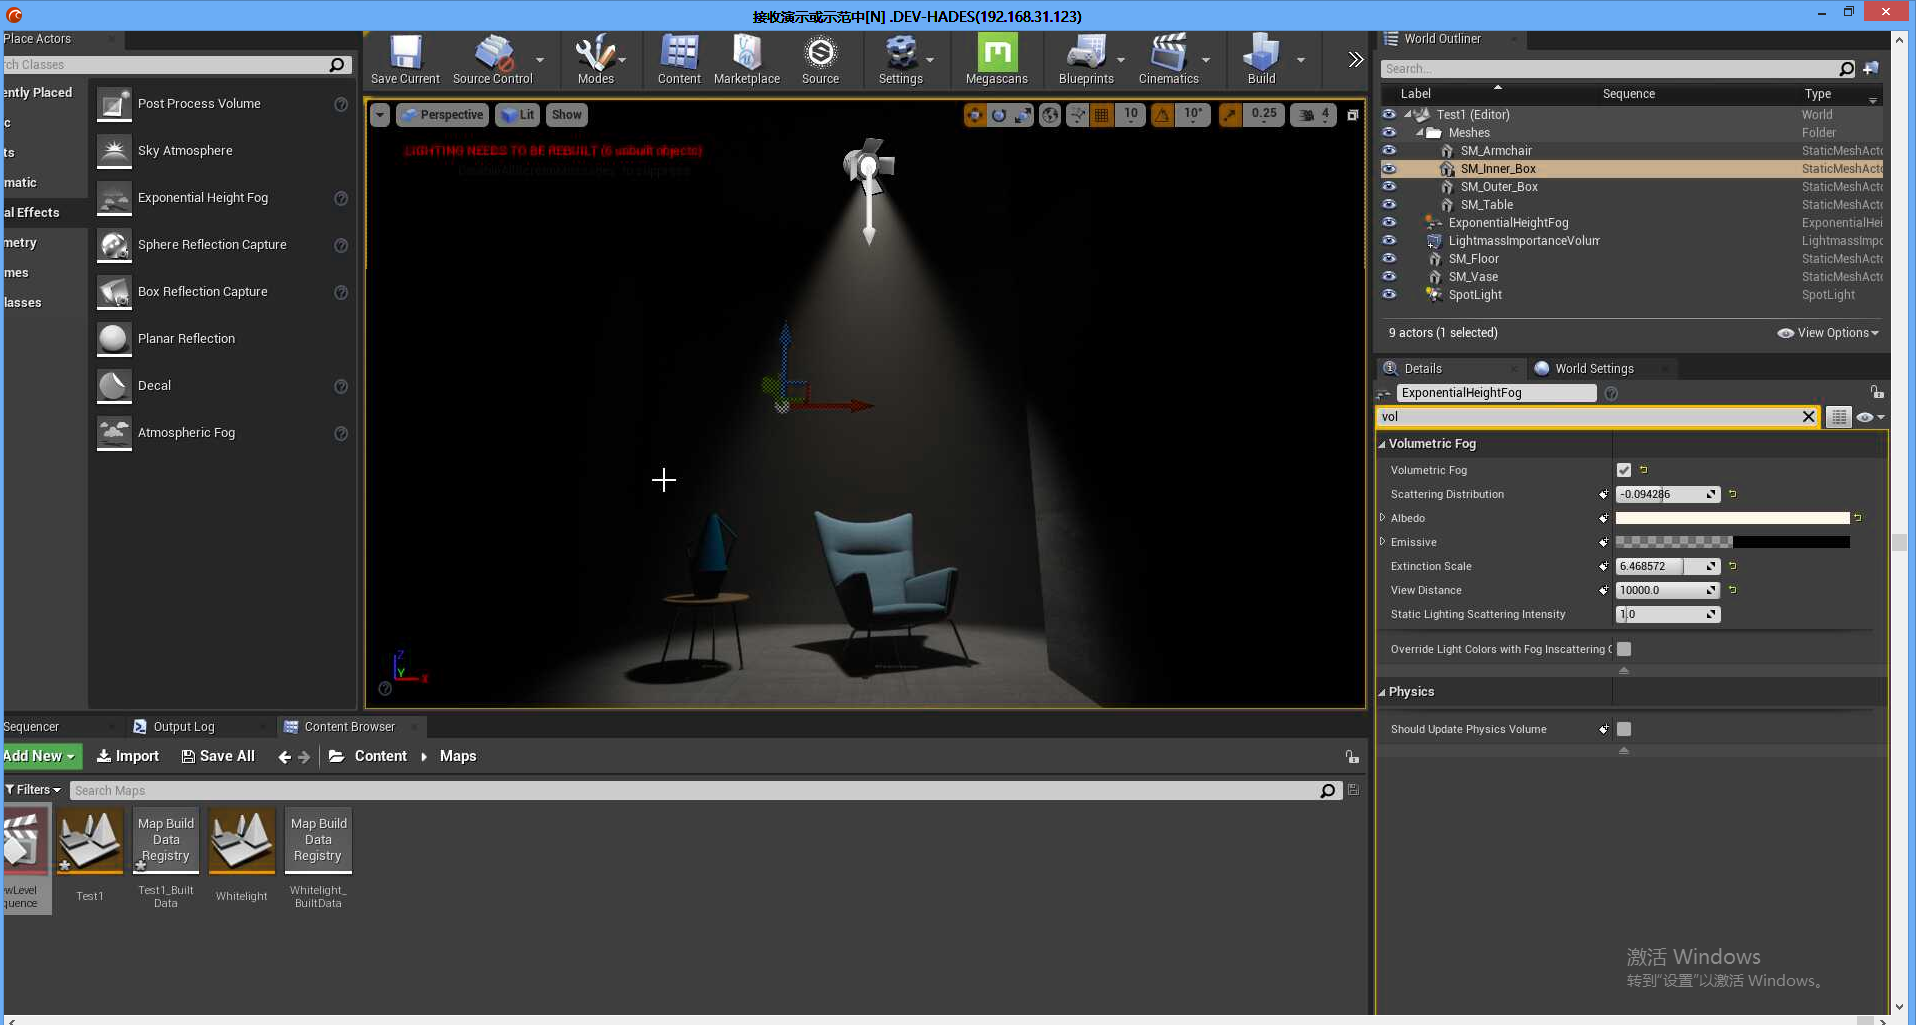 接收演示或示范中[N] .DEV-HADES(192.168.31.123)
Place Actors
rch Classes
ently Placed
c
ts
matic
al Effects
metry
mes
lasses
Post Process Volume
Sky Atmosphere
Exponential Height Fog
Sphere Reflection Capture
Box Reflection Capture
Planar Reflection
Decal
Atmospheric Fog
Save Current
Source Control
Modes
Content
Marketplace
Source
Settings
Megascans
Blueprints
Cinematics
Build
Perspective
Lit
Show
10
10°
0.25
4
LIGHTING NEEDS TO BE REBUILT (6 unbuilt objects)
Z
Y
X
World Outliner
Search...
Label Sequence Type
Test1 (Editor) World
Meshes Folder
SM_Armchair StaticMeshActo
SM_Inner_Box StaticMeshActo
SM_Outer_Box StaticMeshActo
SM_Table StaticMeshActo
ExponentialHeightFog ExponentialHei
LightmassImportanceVolum LightmassImpo
SM_Floor StaticMeshActo
SM_Vase StaticMeshActo
SpotLight SpotLight
9 actors (1 selected)
View Options
Details
World Settings
ExponentialHeightFog
vol
Volumetric Fog
Volumetric Fog
Scattering Distribution -0.094286
Albedo
Emissive
Extinction Scale 6.468572
View Distance 10000.0
Static Lighting Scattering Intensity 1.0
Override Light Colors with Fog Inscattering C
Physics
Should Update Physics Volume
Sequencer
Output Log
Content Browser
Add New
Import
Save All
Content
Maps
Filters
Search Maps
ewLevel
quence
Test1
Map Build
Data
Registry
Test1_Built
Data
Whitelight
Map Build
Data
Registry
Whitelight_
BuiltData
激活 Windows
转到“设置”以激活 Windows。